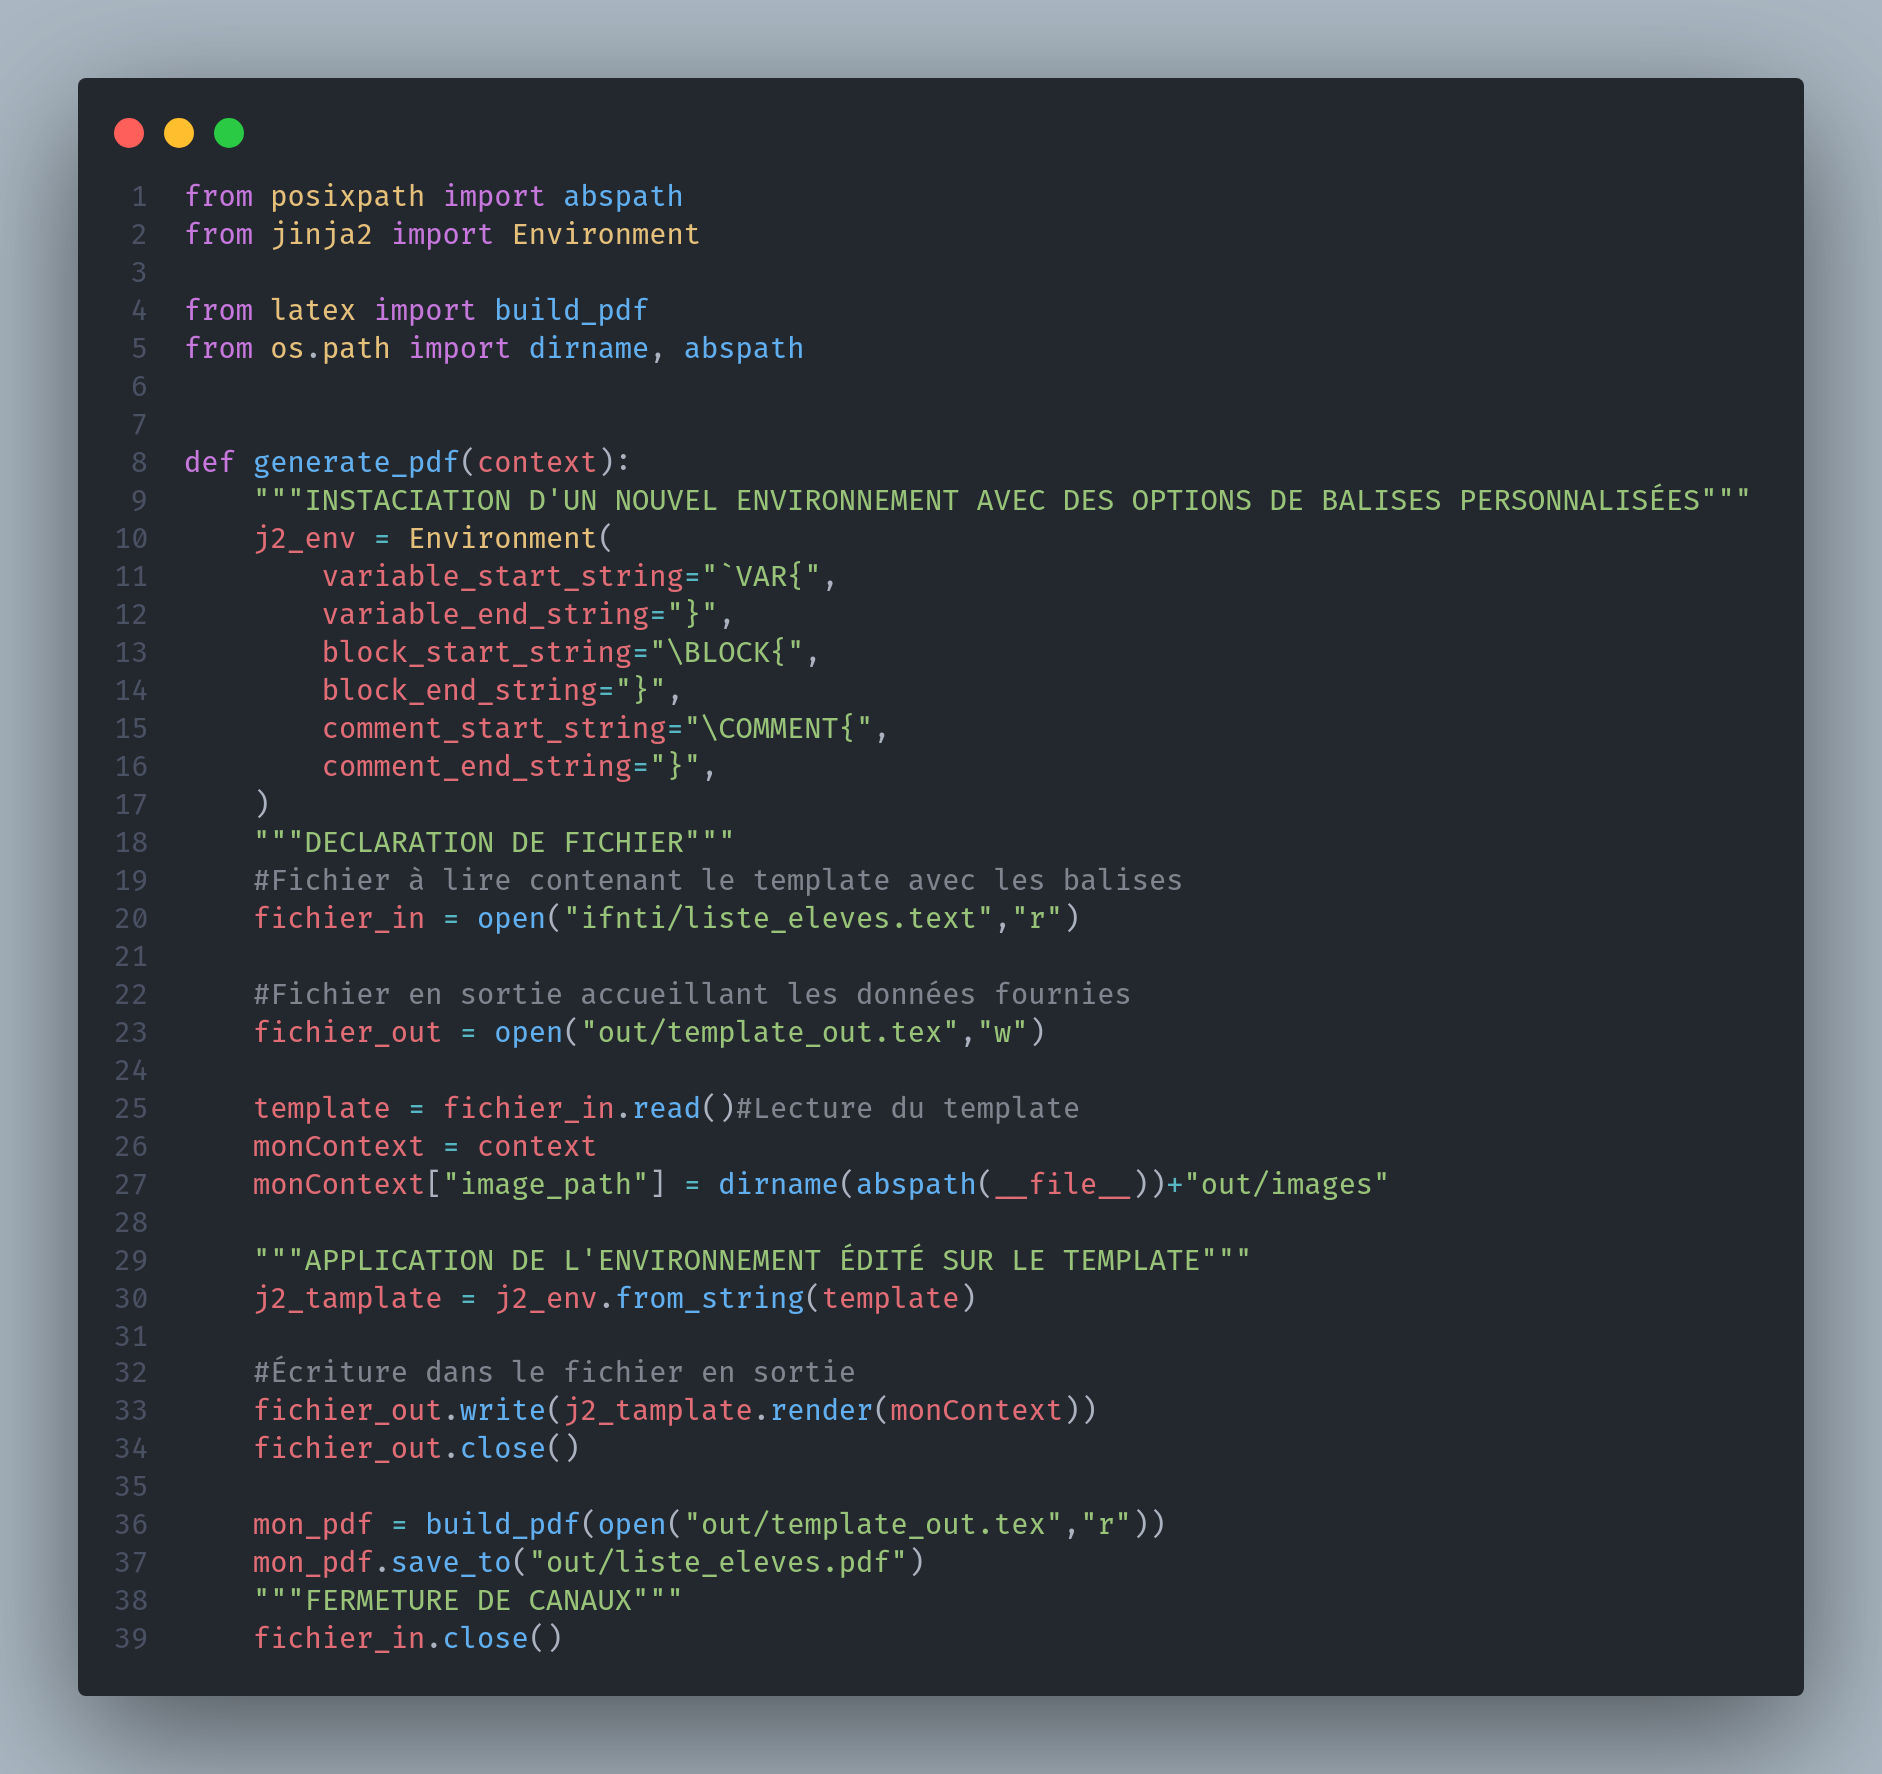 1 from posixpath import abspath
2 from jinja2 import Environment
3
4 from latex import build_pdf
5 from os.path import dirname, abspath
6
7
8 def generate_pdf(context):
9     """INSTACIATION D'UN NOUVEL ENVIRONNEMENT AVEC DES OPTIONS DE BALISES PERSONNALISÉES"""
10     j2_env = Environment(
11         variable_start_string="`VAR{",
12         variable_end_string="}",
13         block_start_string="\BLOCK{",
14         block_end_string="}",
15         comment_start_string="\COMMENT{",
16         comment_end_string="}",
17     )
18     """DECLARATION DE FICHIER"""
19     #Fichier à lire contenant le template avec les balises
20     fichier_in = open("ifnti/liste_eleves.text","r")
21
22     #Fichier en sortie accueillant les données fournies
23     fichier_out = open("out/template_out.tex","w")
24
25     template = fichier_in.read()#Lecture du template
26     monContext = context
27     monContext["image_path"] = dirname(abspath(__file__))+"out/images"
28
29     """APPLICATION DE L'ENVIRONNEMENT ÉDITÉ SUR LE TEMPLATE"""
30     j2_tamplate = j2_env.from_string(template)
31
32     #Écriture dans le fichier en sortie
33     fichier_out.write(j2_tamplate.render(monContext))
34     fichier_out.close()
35
36     mon_pdf = build_pdf(open("out/template_out.tex","r"))
37     mon_pdf.save_to("out/liste_eleves.pdf")
38     """FERMETURE DE CANAUX"""
39     fichier_in.close()